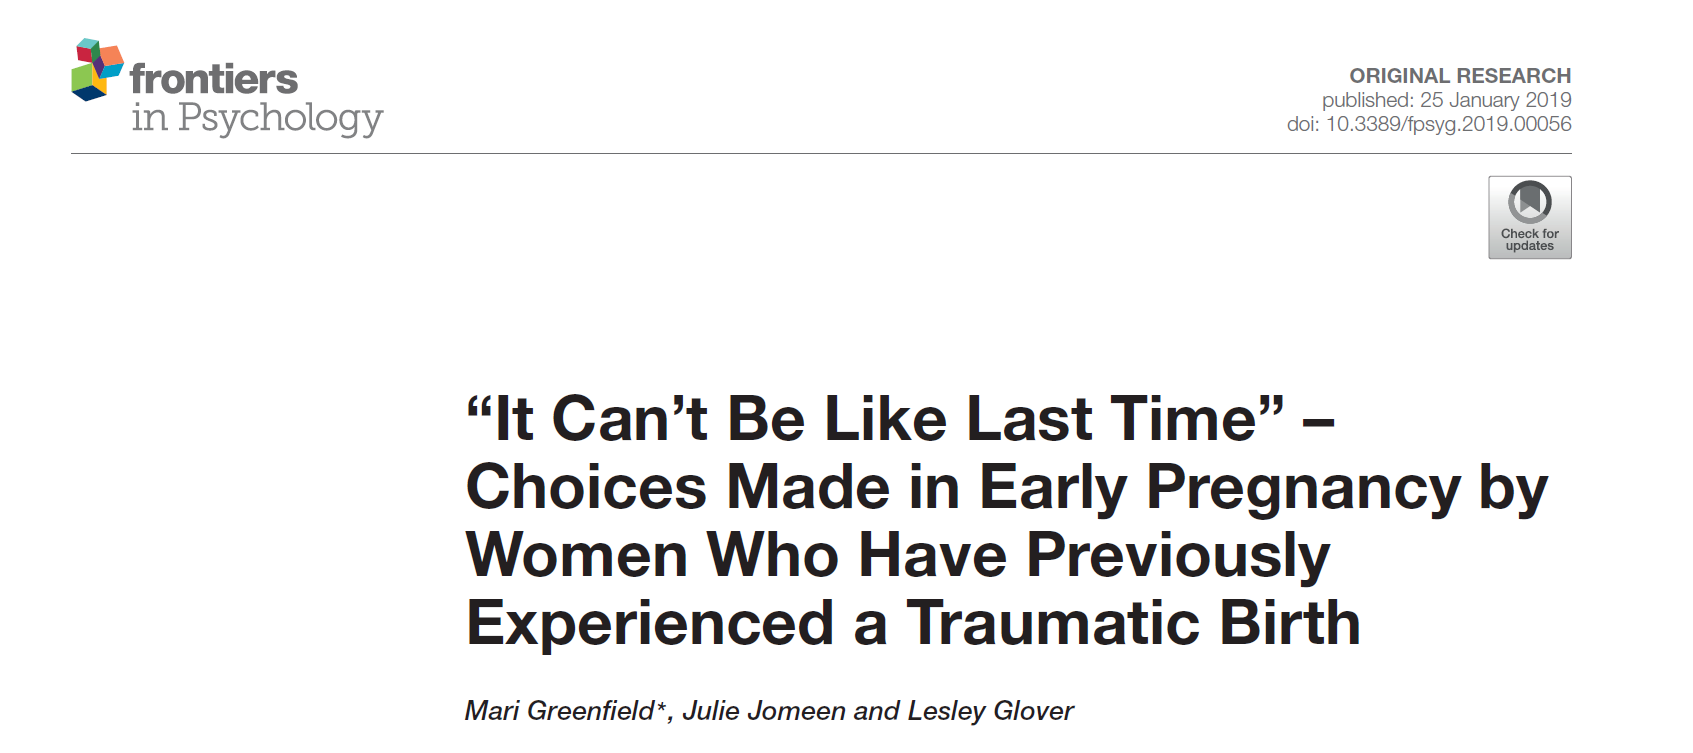 frontiers
in Psychology
ORIGINAL RESEARCH
published: 25 January 2019
doi: 10.3389/fpsyg.2019.00056
Check for
updates
“It Can’t Be Like Last Time” –
Choices Made in Early Pregnancy by
Women Who Have Previously
Experienced a Traumatic Birth
Mari Greenfield*, Julie Jomeen and Lesley Glover